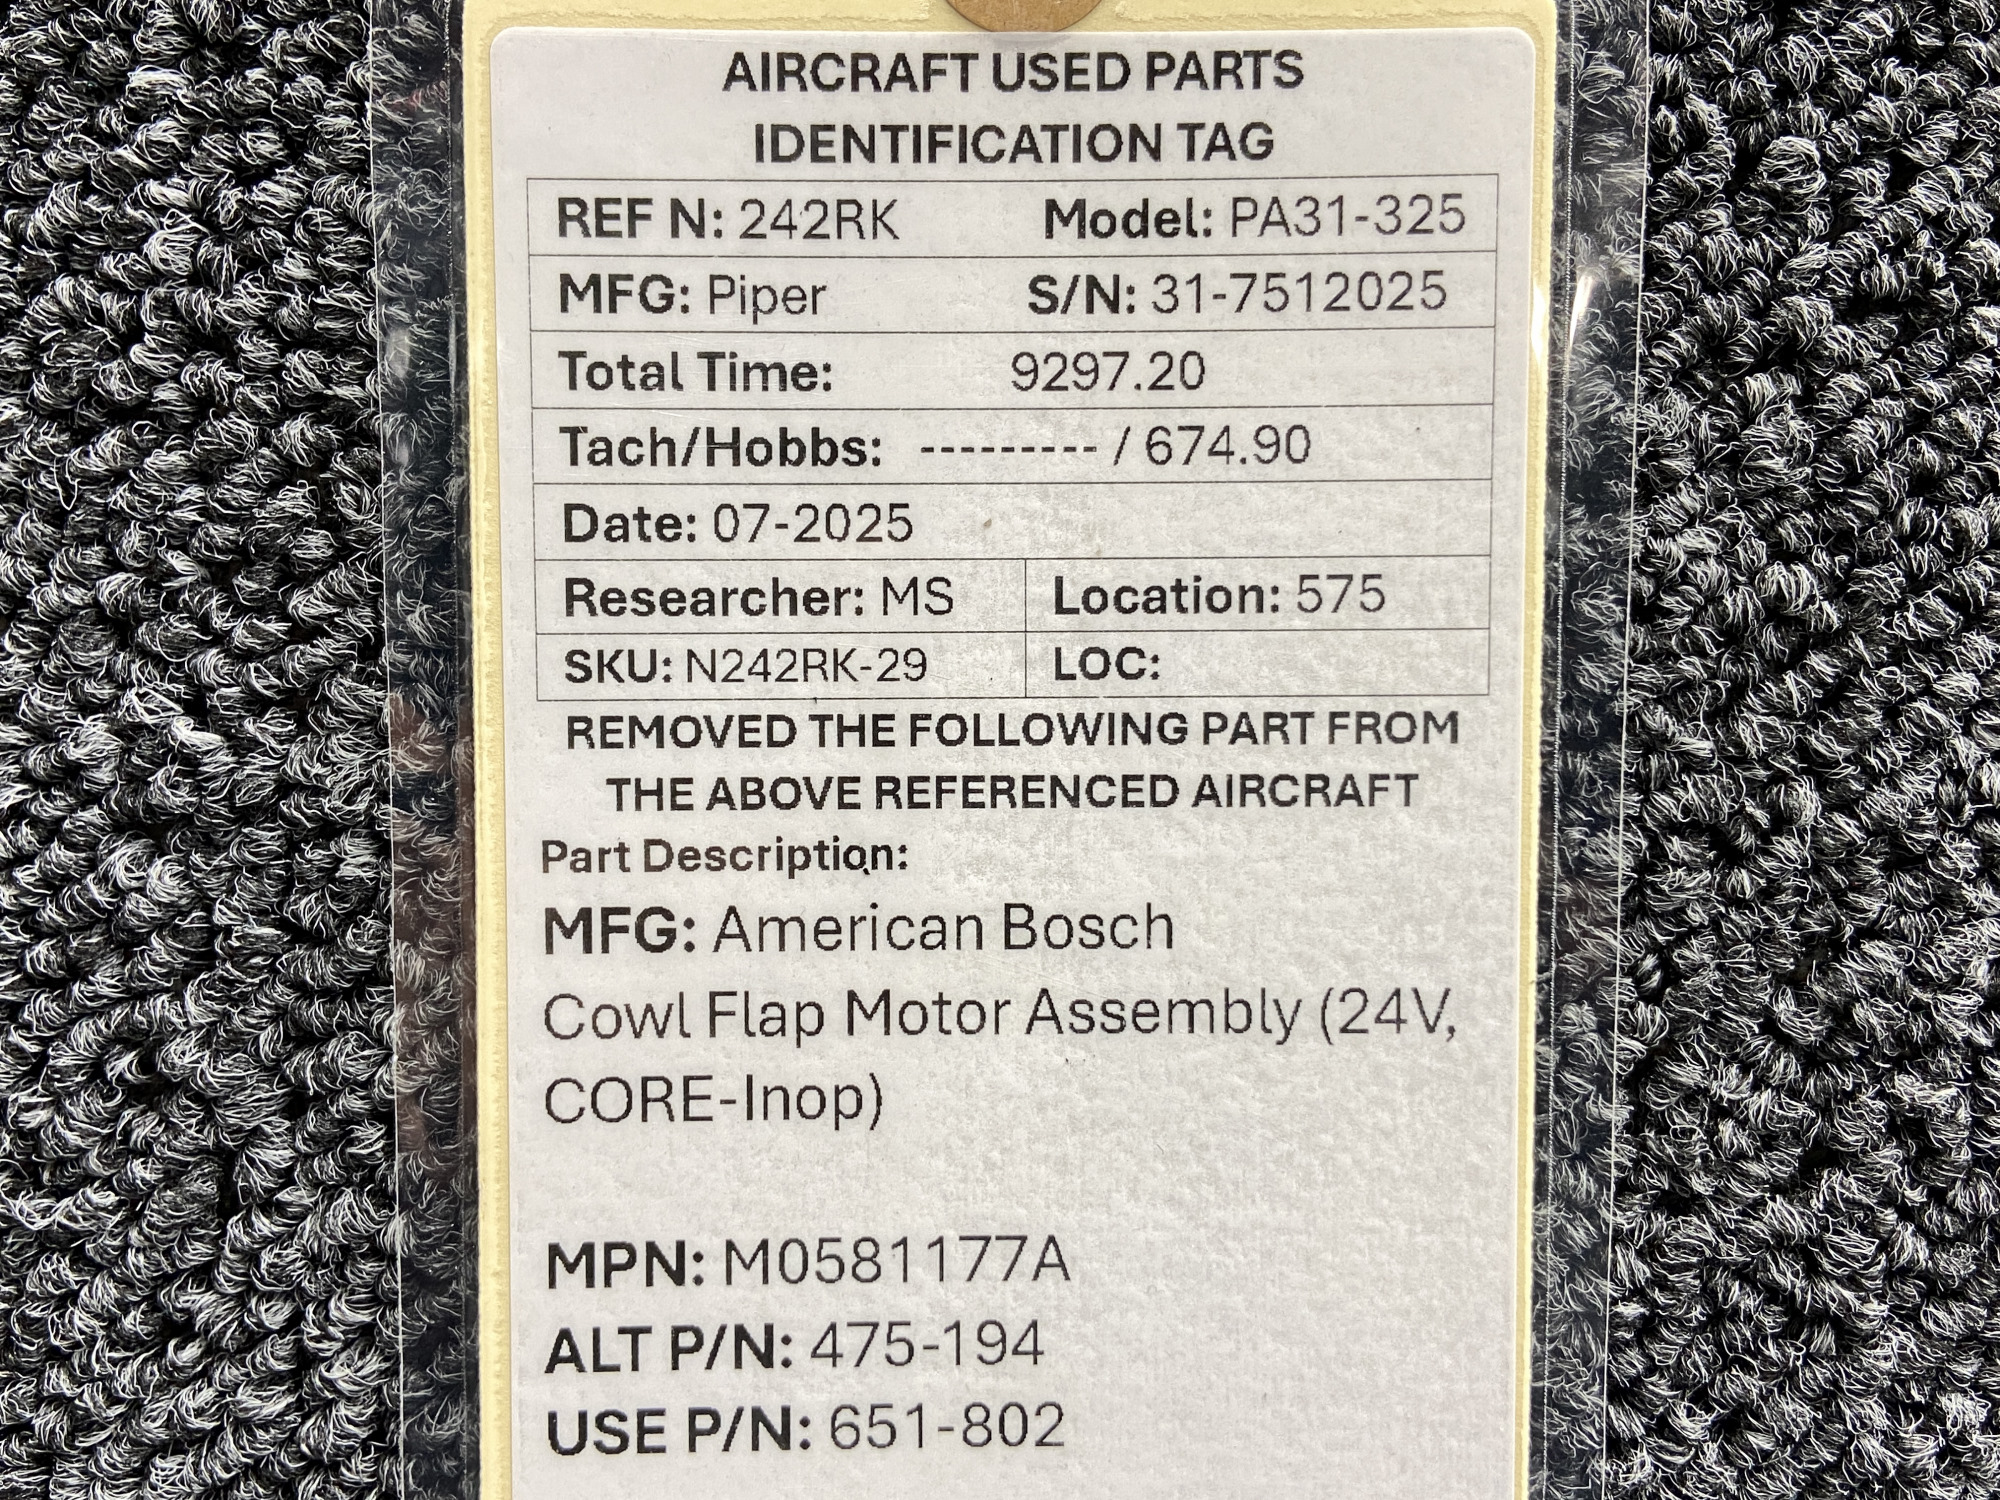 AIRCRAFT USED PARTS
IDENTIFICATION TAG
REF N: 242RK Model: PA31-325
MFG: Piper S/N: 31-7512025
Total Time: 9297.20
Tach/Hobbs: --------- / 674.90
Date: 07-2025
Researcher: MS Location: 575
SKU: N242RK-29 LOC:
REMOVED THE FOLLOWING PART FROM
THE ABOVE REFERENCED AIRCRAFT
Part Description:
MFG: American Bosch
Cowl Flap Motor Assembly (24V,
CORE-Inop)
MPN: M0581177A
ALT P/N: 475-194
USE P/N: 651-802